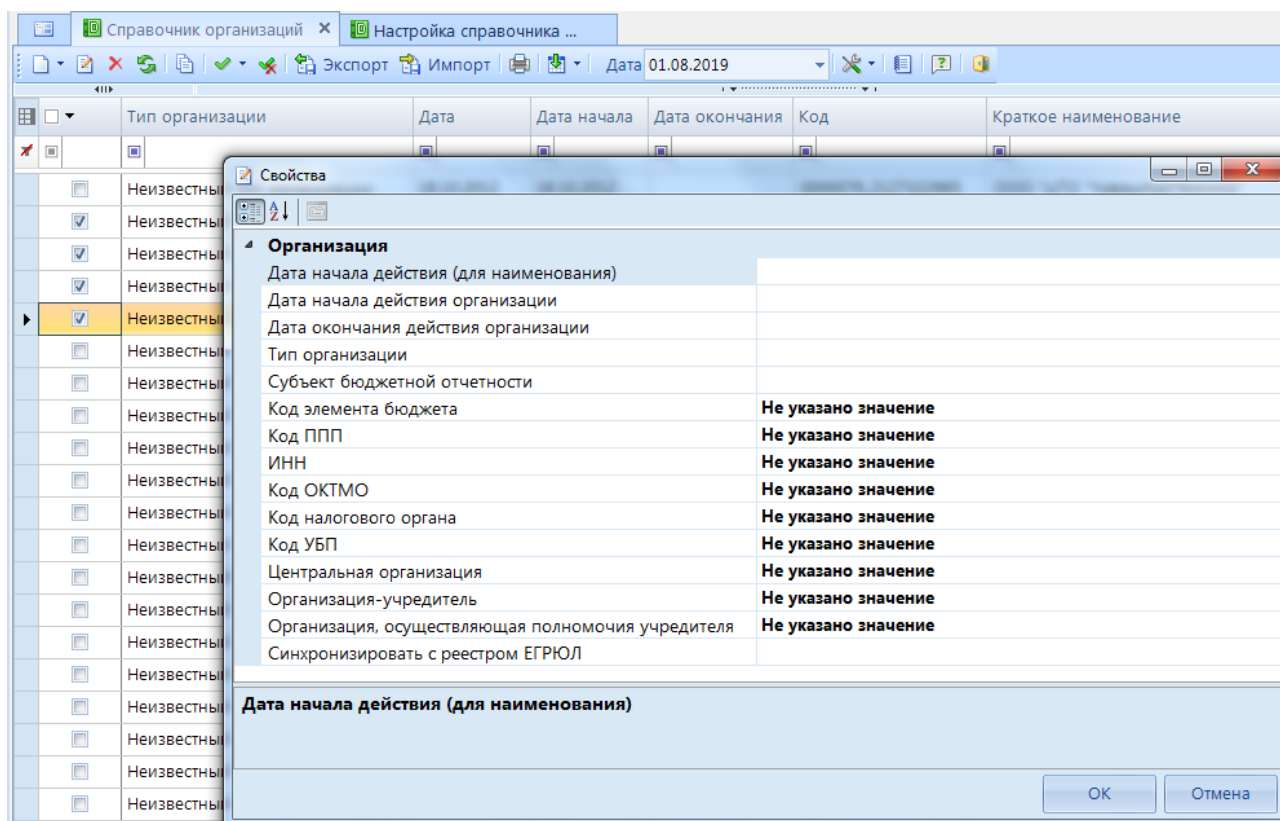 Справочник организаций
Настройка справочника ...
Экспорт Импорт Дата 01.08.2019
Тип организации Дата Дата начала Дата окончания Код Краткое наименование
Свойства
Неизвестны
Неизвестны
Организация
Неизвестны
Дата начала действия (для наименования)
Неизвестны
Дата начала действия организации
Неизвестны
Дата окончания действия организации
Неизвестны
Тип организации
Неизвестны
Субъект бюджетной отчетности
Неизвестны
Код элемента бюджета Не указано значение
Код ППП Не указано значение
Неизвестны
ИНН Не указано значение
Неизвестны
Код ОКТМО Не указано значение
Неизвестны
Код налогового органа Не указано значение
Неизвестны
Код УБП Не указано значение
Неизвестны
Центральная организация Не указано значение
Неизвестны
Организация-учредитель Не указано значение
Организация, осуществляющая полномочия учредителя Не указано значение
Неизвестны
Синхронизировать с реестром ЕГРЮЛ
Неизвестны
Дата начала действия (для наименования)
Неизвестны
Неизвестны
Неизвестны
Неизвестны
ОК Отмена